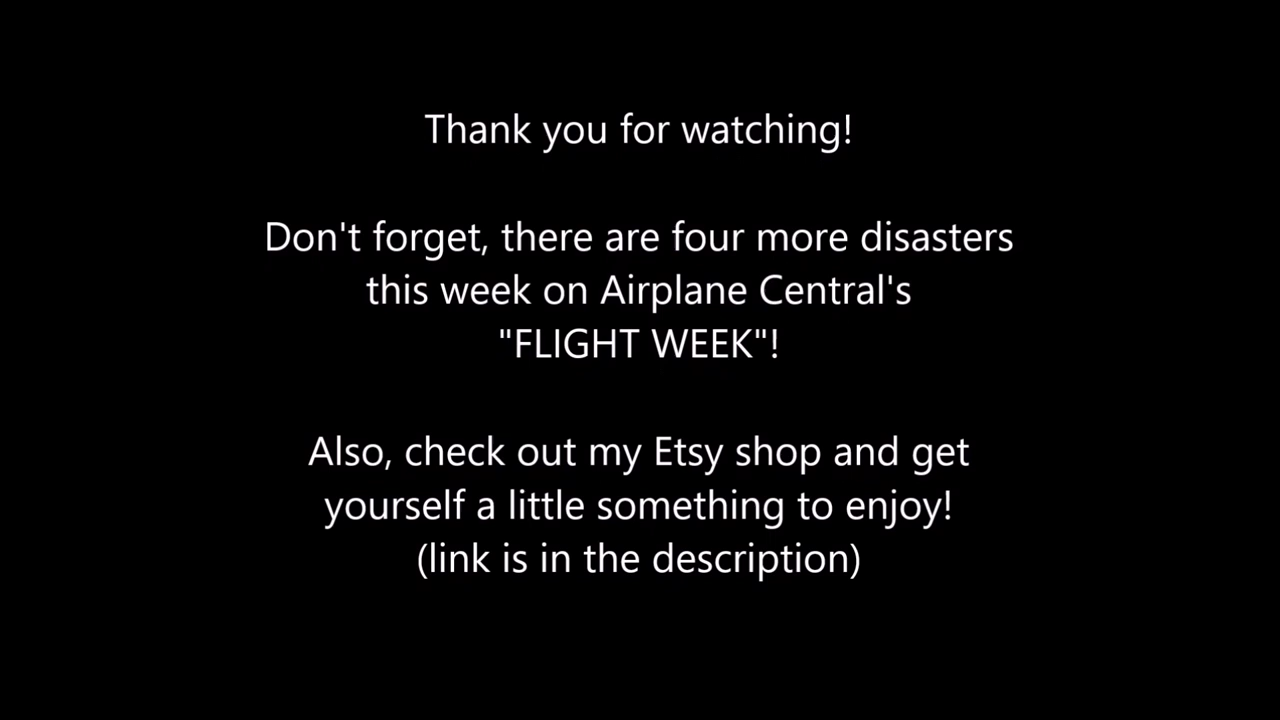 Thank you for watching!
Don't forget, there are four more disasters
this week on Airplane Central's
"FLIGHT WEEK"!
Also, check out my Etsy shop and get
yourself a little something to enjoy!
(link is in the description)